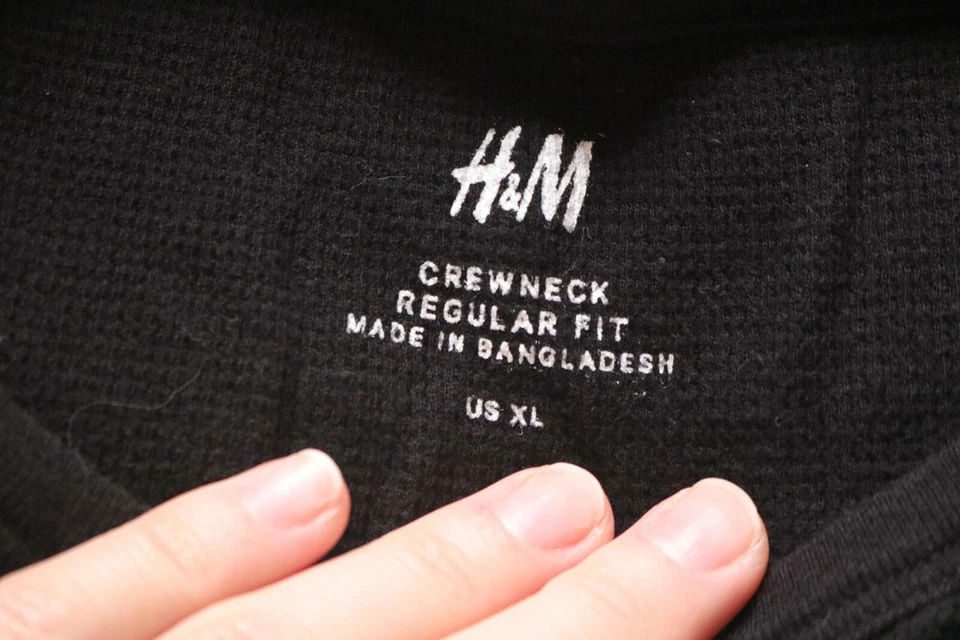 H&M
CREWNECK
REGULAR FIT
MADE IN BANGLADESH
US XL